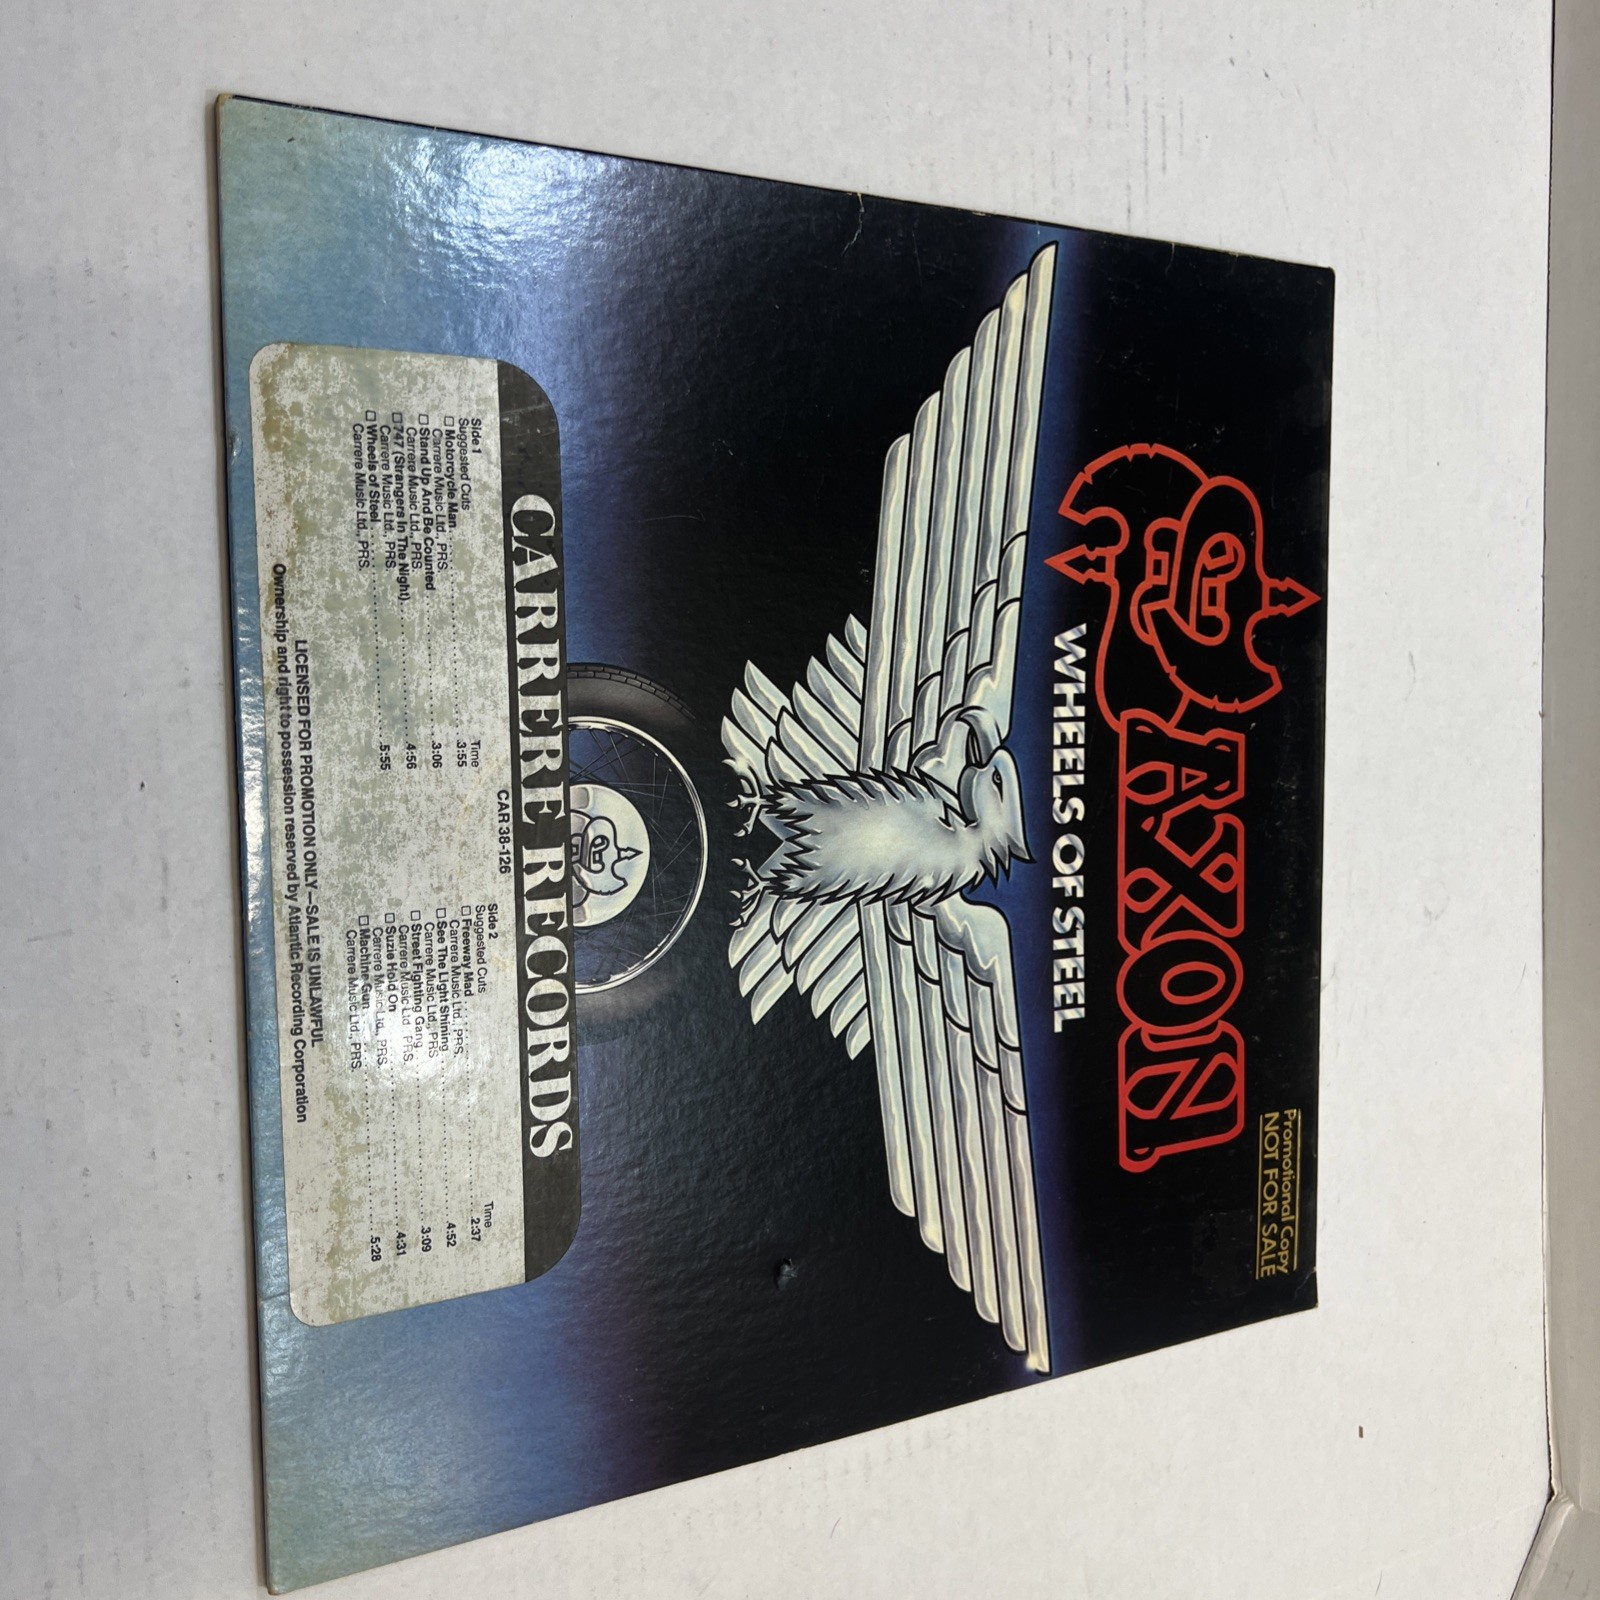 Promotional Copy
NOT FOR SALE
SAXON
WHEELS OF STEEL
CARRERE RECORDS
CAR 38-126
Side 1
Suggested Cuts Time
□ Motorcycle Man 3:55
Carrere Music Ltd., PRS.
□ Stand Up And Be Counted 3:06
Carrere Music Ltd., PRS.
□ 747 (Strangers In The Night) 4:56
Carrere Music Ltd., PRS.
□ Wheels of Steel 5:55
Carrere Music Ltd., PRS.
Side 2
Suggested Cuts Time
□ Freeway Mad 2:37
Carrere Music Ltd., PRS.
□ See The Light Shining 4:52
Carrere Music Ltd., PRS
□ Street Fighting Gang 3:09
Carrere Music Ltd., PRS.
□ Suzie Hold On 4:31
Carrere Music Ltd., PRS.
□ Machine Gun 5:28
Carrere Music Ltd., PRS.
LICENSED FOR PROMOTION ONLY—SALE IS UNLAWFUL
Ownership and right to possession reserved by Atlantic Recording Corporation